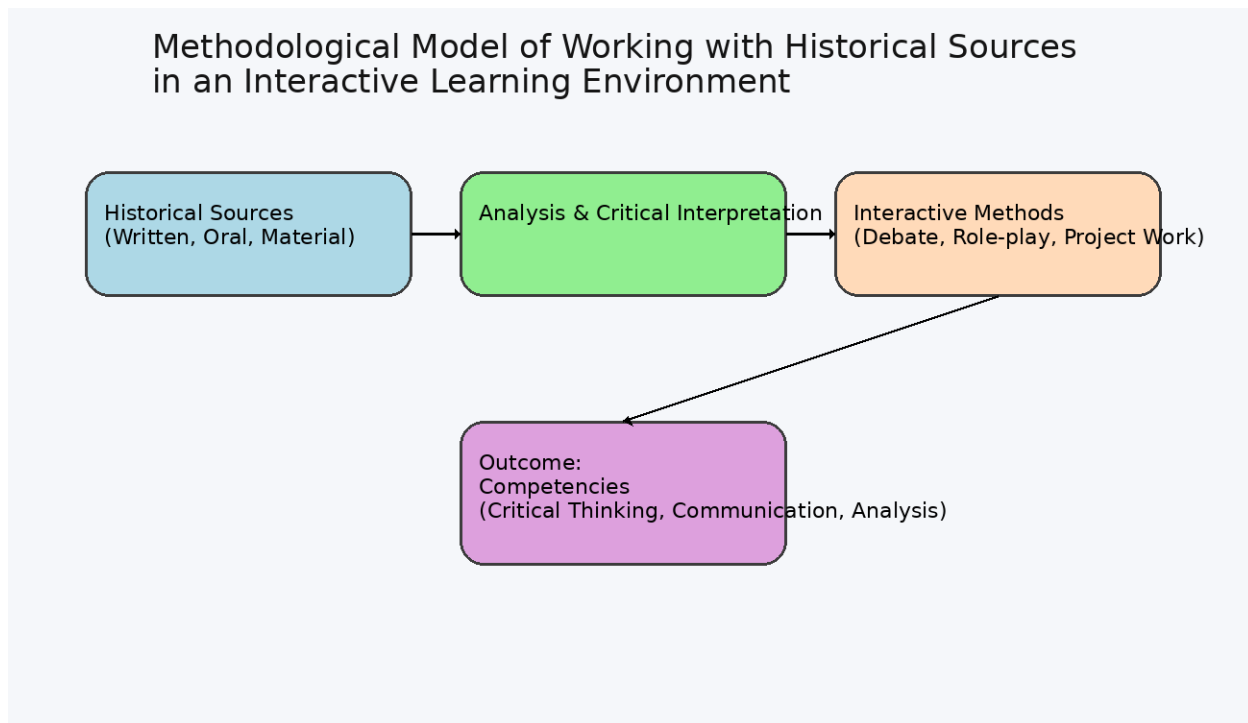 Methodological Model of Working with Historical Sources
in an Interactive Learning Environment
Historical Sources
(Written, Oral, Material)
Analysis & Critical Interpretation
Interactive Methods
(Debate, Role-play, Project Work)
Outcome:
Competencies
(Critical Thinking, Communication, Analysis)